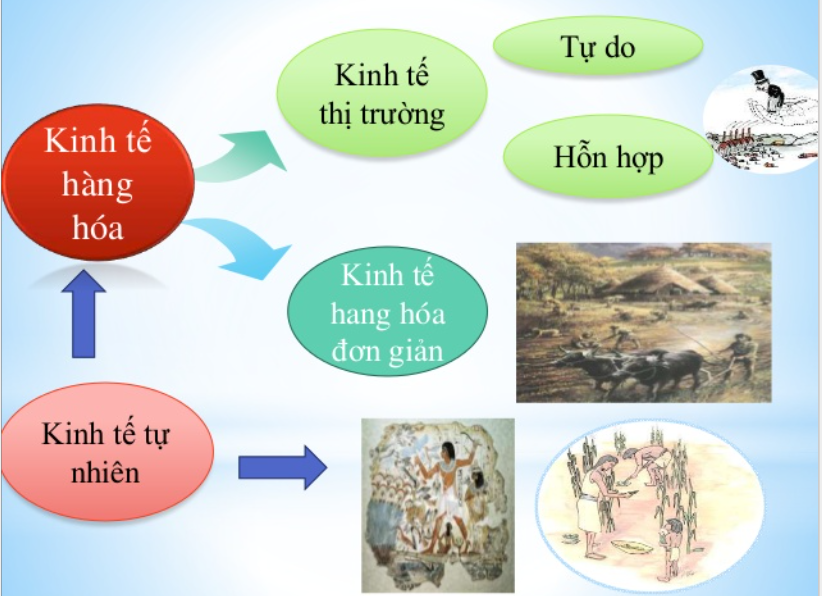 Kinh tế
thị trường
Tự do
Hỗn hợp
Kinh tế
hàng
hóa
Kinh tế
hang hóa
đơn giản
Kinh tế tự
nhiên